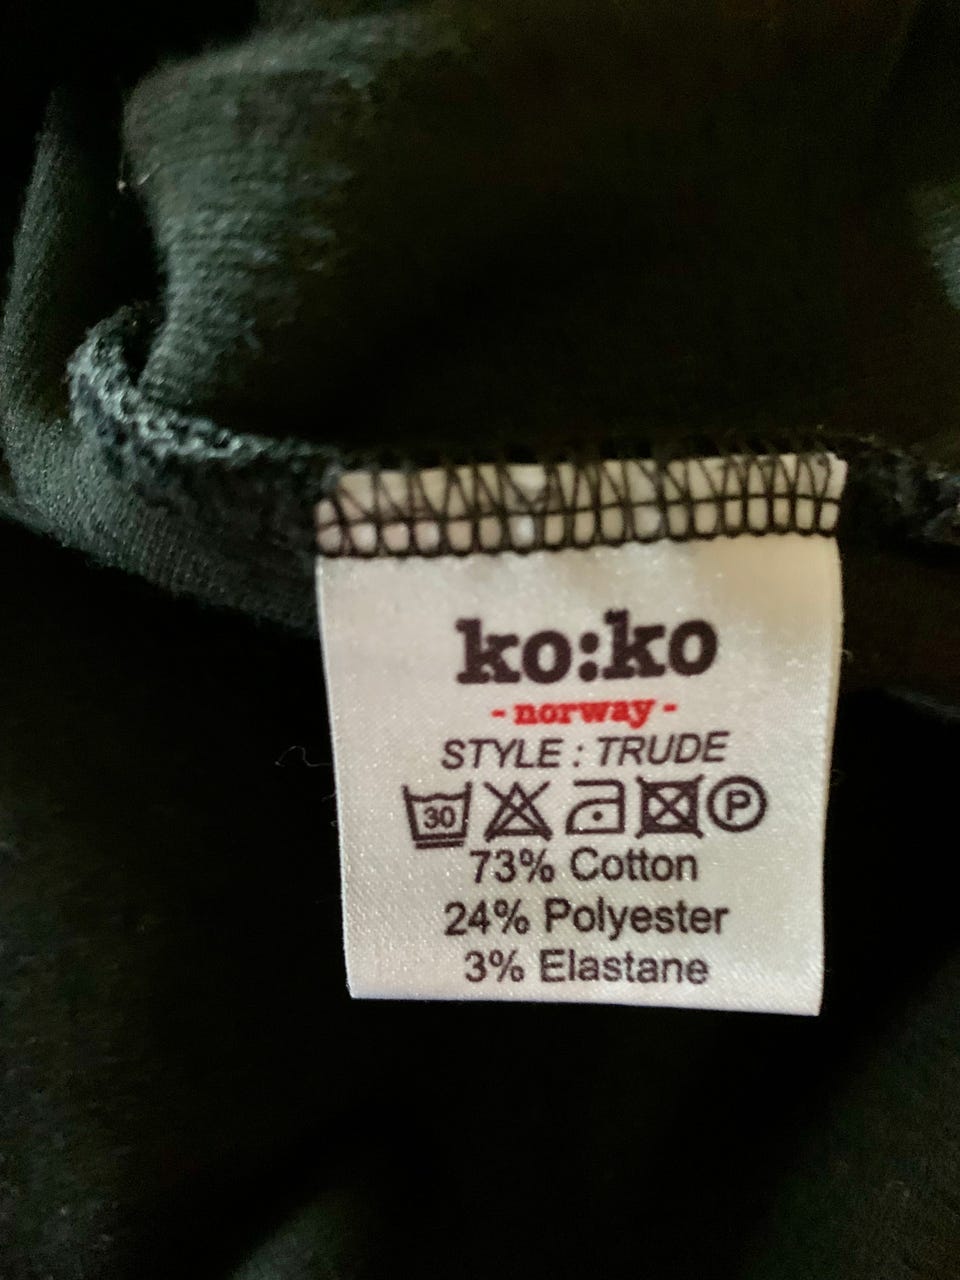 ko:ko
- norway -
STYLE : TRUDE
30 P
73% Cotton
24% Polyester
3% Elastane